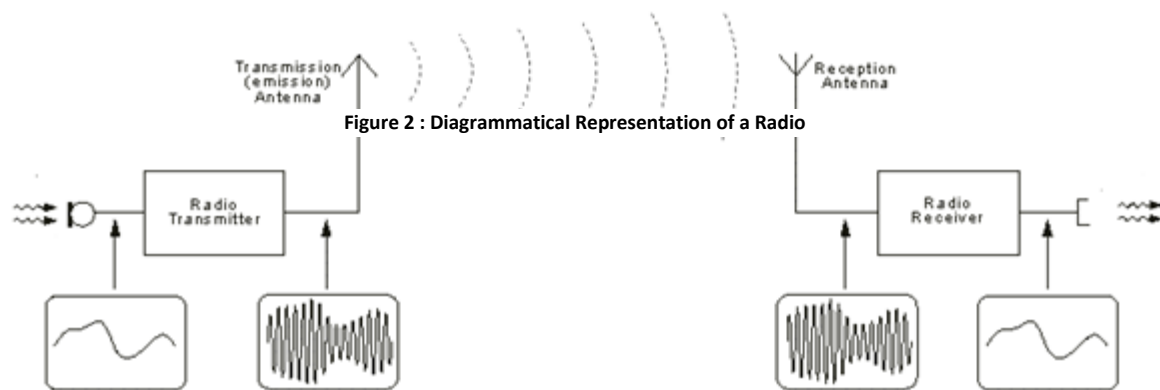 Transmission
(emission)
Antenna
Reception
Antenna
Figure 2 : Diagrammatical Representation of a Radio
Radio
Transmitter
Radio
Receiver